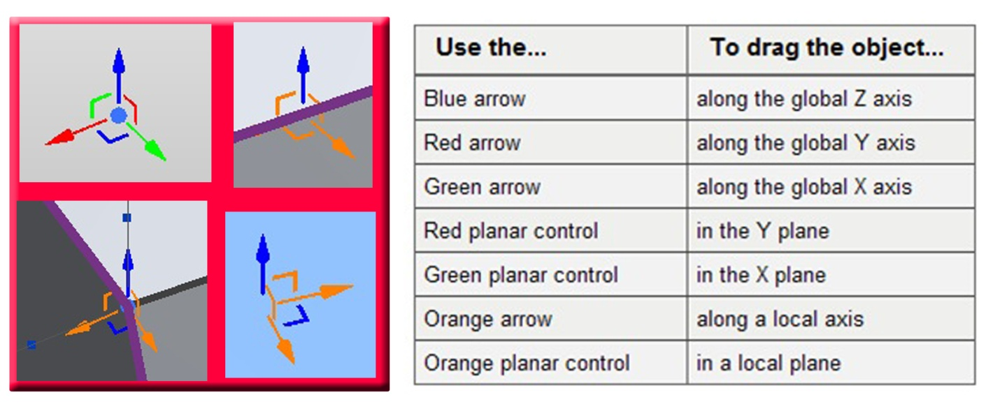 Use the... To drag the object...
Blue arrow along the global Z axis
Red arrow along the global Y axis
Green arrow along the global X axis
Red planar control in the Y plane
Green planar control in the X plane
Orange arrow along a local axis
Orange planar control in a local plane